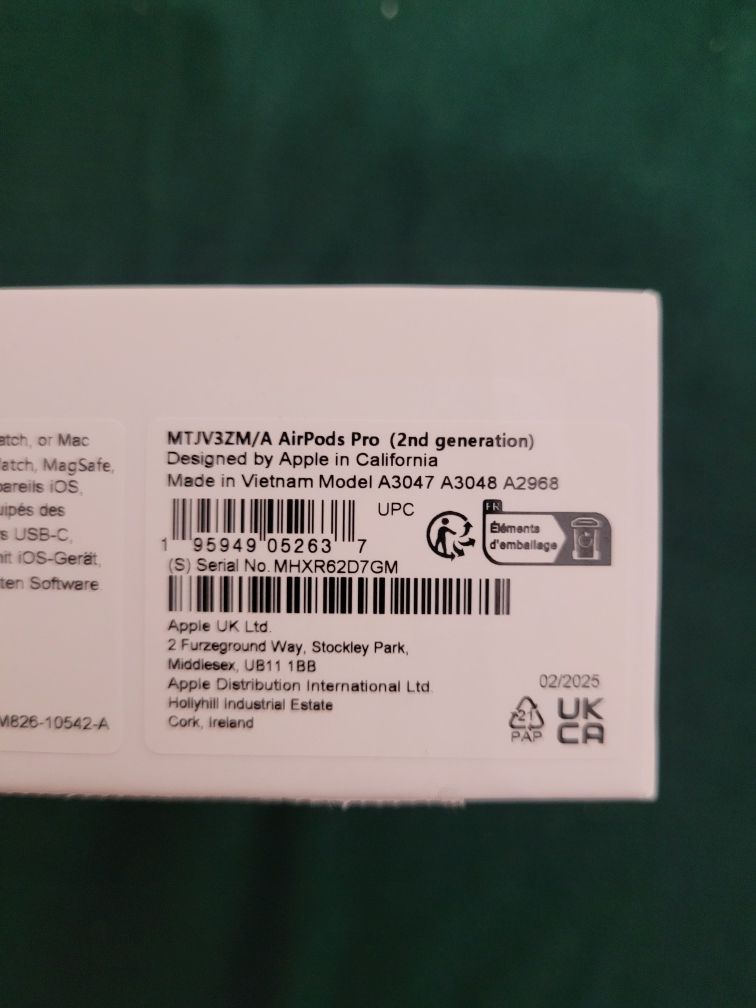 atch, or Mac
atch, MagSafe,
pareils iOS,
uipés des
s USB-C,
nit iOS-Gerät,
ten Software.
M826-10542-A
MTJV3ZM/A AirPods Pro (2nd generation)
Designed by Apple in California
Made in Vietnam Model A3047 A3048 A2968
UPC
1 95949 05263 7
FR
Éléments
d'emballage
(S) Serial No. MHXR62D7GM
Apple UK Ltd.
2 Furzeground Way, Stockley Park,
Middlesex, UB11 1BB
Apple Distribution International Ltd.
Hollyhill Industrial Estate
Cork, Ireland
02/2025
21
PAP
UK
CA